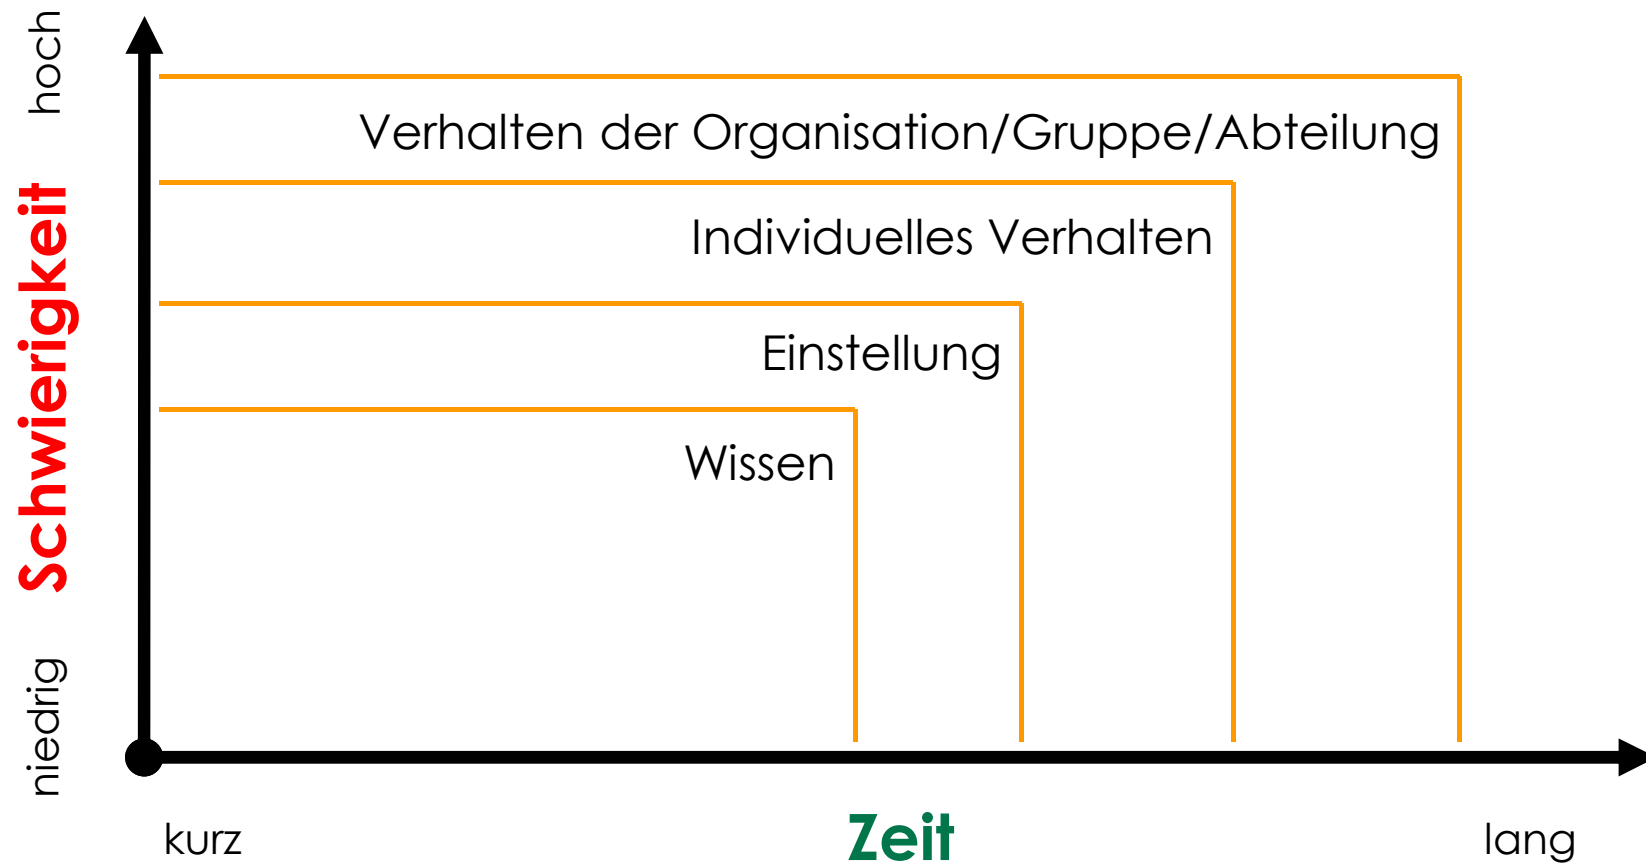 hoch
Verhalten der Organisation/Gruppe/Abteilung
Individuelles Verhalten
Schwierigkeit
Einstellung
Wissen
niedrig
kurz
Zeit
lang